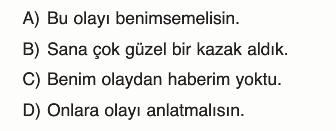 A) Bu olayı benimsemelisin.
B) Sana çok güzel bir kazak aldık.
C) Benim olaydan haberim yoktu.
D) Onlara olayı anlatmalısın.